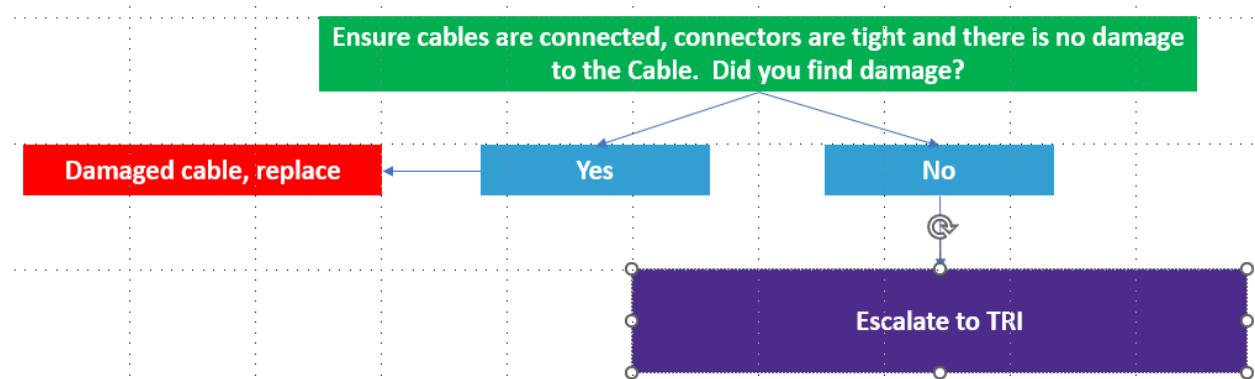 Ensure cables are connected, connectors are tight and there is no damage
to the Cable.  Did you find damage?
Damaged cable, replace
Yes
No
Escalate to TRI